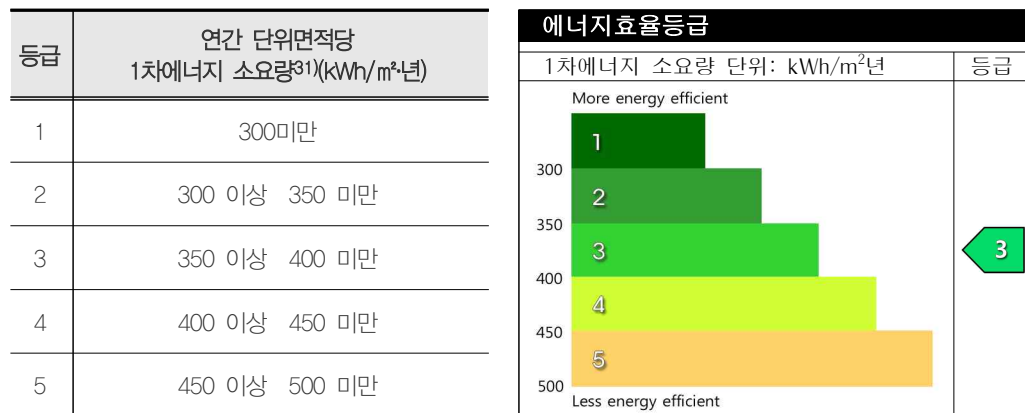 등급
연간 단위면적당
1차에너지 소요량31)(kWh/㎡·년)
1
300미만
2
300 이상 350 미만
3
350 이상 400 미만
4
400 이상 450 미만
5
450 이상 500 미만
에너지효율등급
1차에너지 소요량 단위: kWh/m²년
등급
More energy efficient
1
300
2
350
3
3
400
4
450
5
500
Less energy efficient